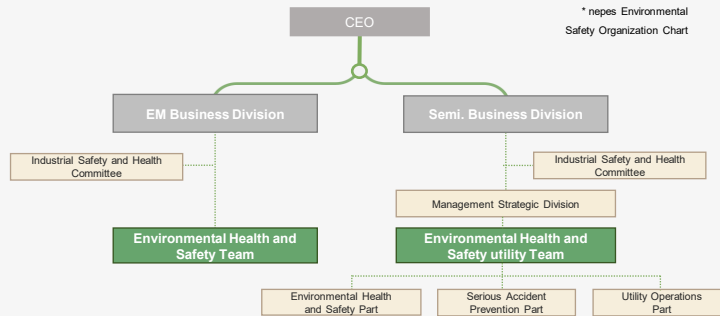 CEO
* nepes Environmental
Safety Organization Chart
EM Business Division
Semi. Business Division
Industrial Safety and Health
Committee
Industrial Safety and Health
Committee
Management Strategic Division
Environmental Health and
Safety Team
Environmental Health and
Safety utility Team
Environmental Health
and Safety Part
Serious Accident
Prevention Part
Utility Operations
Part